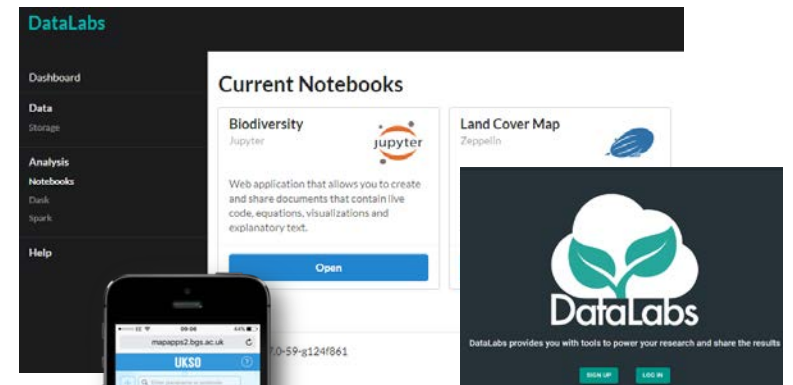 DataLabs
Dashboard
Data
Storage
Analysis
Notebooks
Dask
Spark
Help
Current Notebooks
Biodiversity
Jupyter
jupyter
Web application that allows you to create
and share documents that contain live
code, equations, visualizations and
explanatory text.
Open
Land Cover Map
Zeppelin
7.0-59-g124f861
09:08
44%
mapapps2.bgs.ac.uk
UKSO
DataLabs
DataLabs provides you with tools to power your research and share the results
SIGN UP
LOG IN